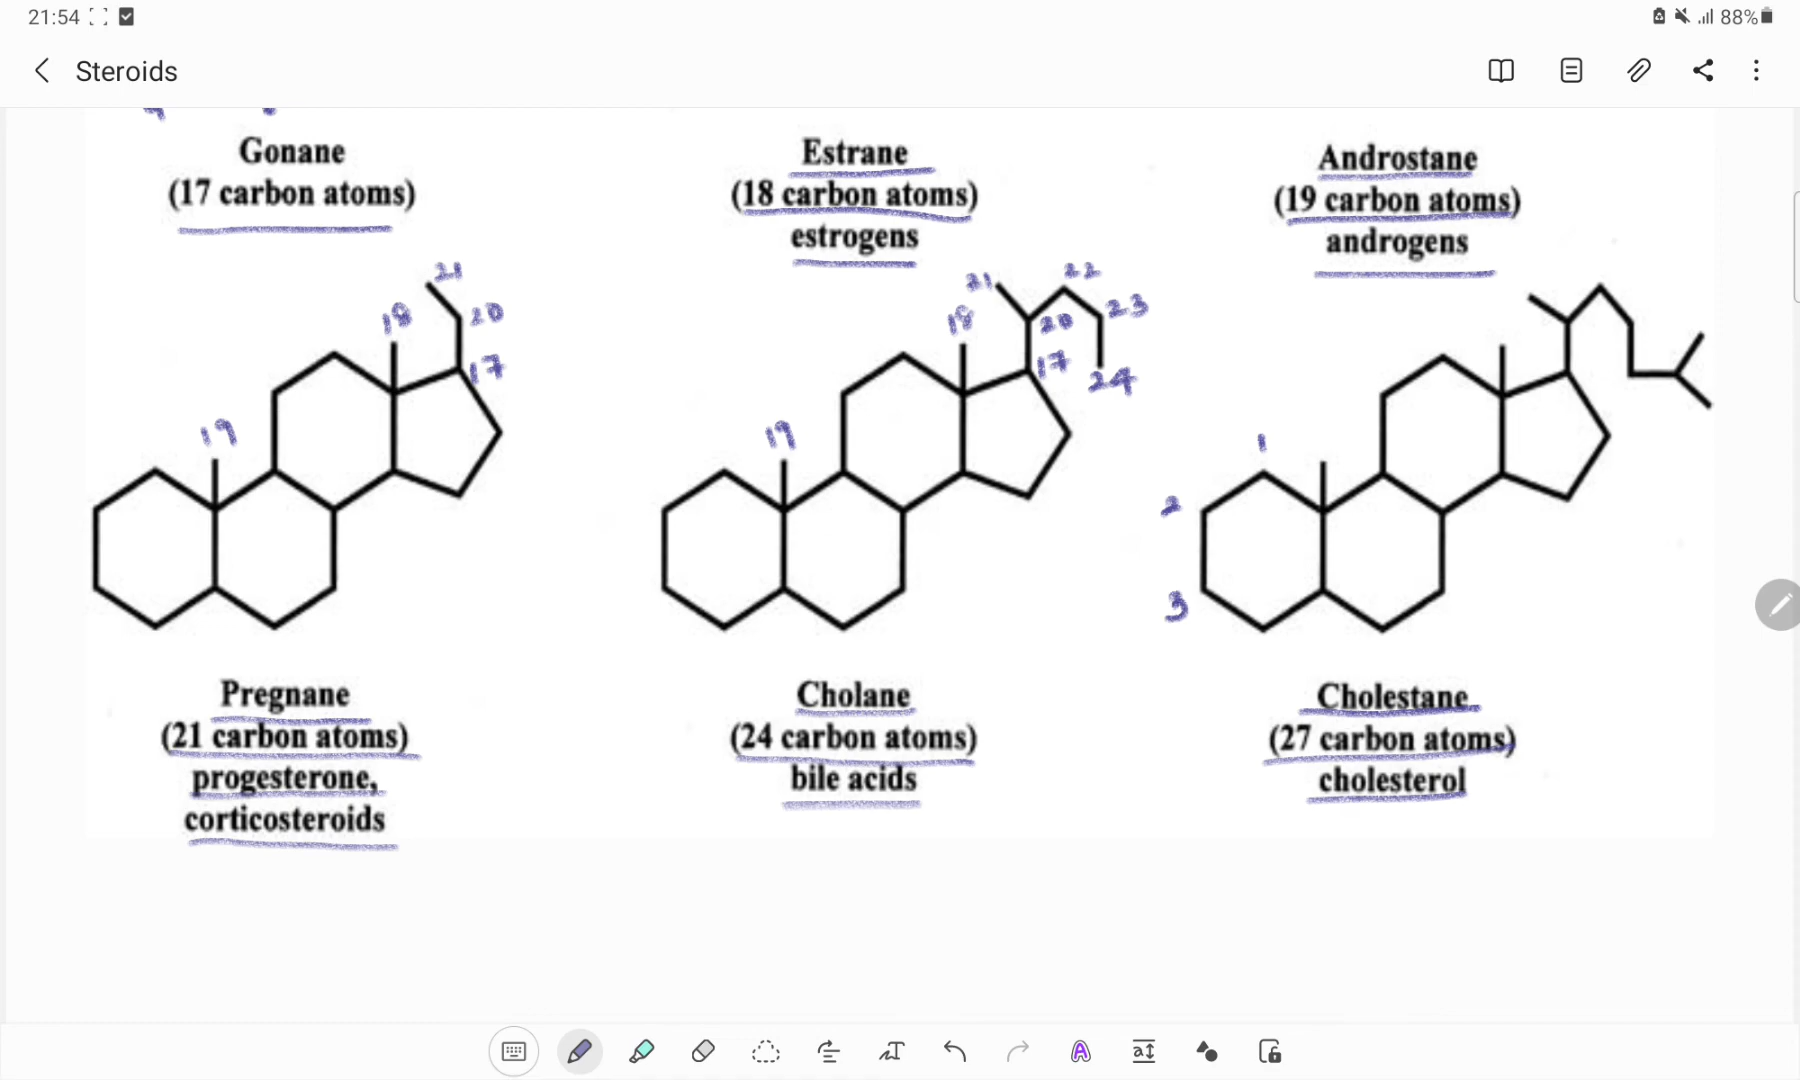 21:54
88%
Steroids
Gonane
(17 carbon atoms)
Estrane
(18 carbon atoms)
estrogens
Androstane
(19 carbon atoms)
androgens
21
18
20
17
19
21
22
18
20
23
17
24
19
1
2
3
Pregnane
(21 carbon atoms)
progesterone,
corticosteroids
Cholane
(24 carbon atoms)
bile acids
Cholestane
(27 carbon atoms)
cholesterol